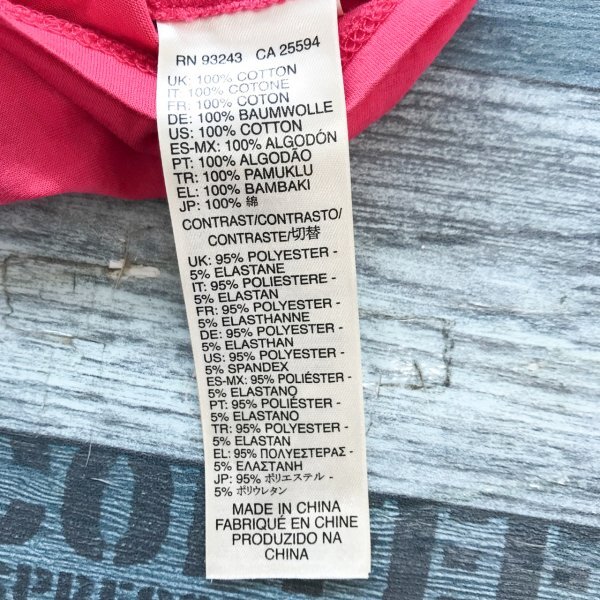 RN 93243 CA 25594
UK: 100% COTTON
IT: 100% COTONE
FR: 100% COTON
DE: 100% BAUMWOLLE
US: 100% COTTON
ES-MX: 100% ALGODÓN
PT: 100% ALGODÃO
TR: 100% PAMUKLU
EL: 100% BAMBAKI
JP: 100% 綿
CONTRAST/CONTRASTO/
CONTRASTE/切替
UK: 95% POLYESTER -
5% ELASTANE
IT: 95% POLIESTERE -
5% ELASTAN
FR: 95% POLYESTER -
5% ELASTHANNE
DE: 95% POLYESTER -
5% ELASTHAN
US: 95% POLYESTER -
5% SPANDEX
ES-MX: 95% POLIÉSTER -
5% ELASTANO
PT: 95% POLIÉSTER -
5% ELASTANO
TR: 95% POLYESTER -
5% ELASTAN
EL: 95% ΠΟΛΥΕΣΤΕΡΑΣ -
5% ΕΛΑΣΤΑΝΗ
JP: 95% ポリエステル -
5% ポリウレタン
MADE IN CHINA
FABRIQUÉ EN CHINE
PRODUZIDO NA
CHINA